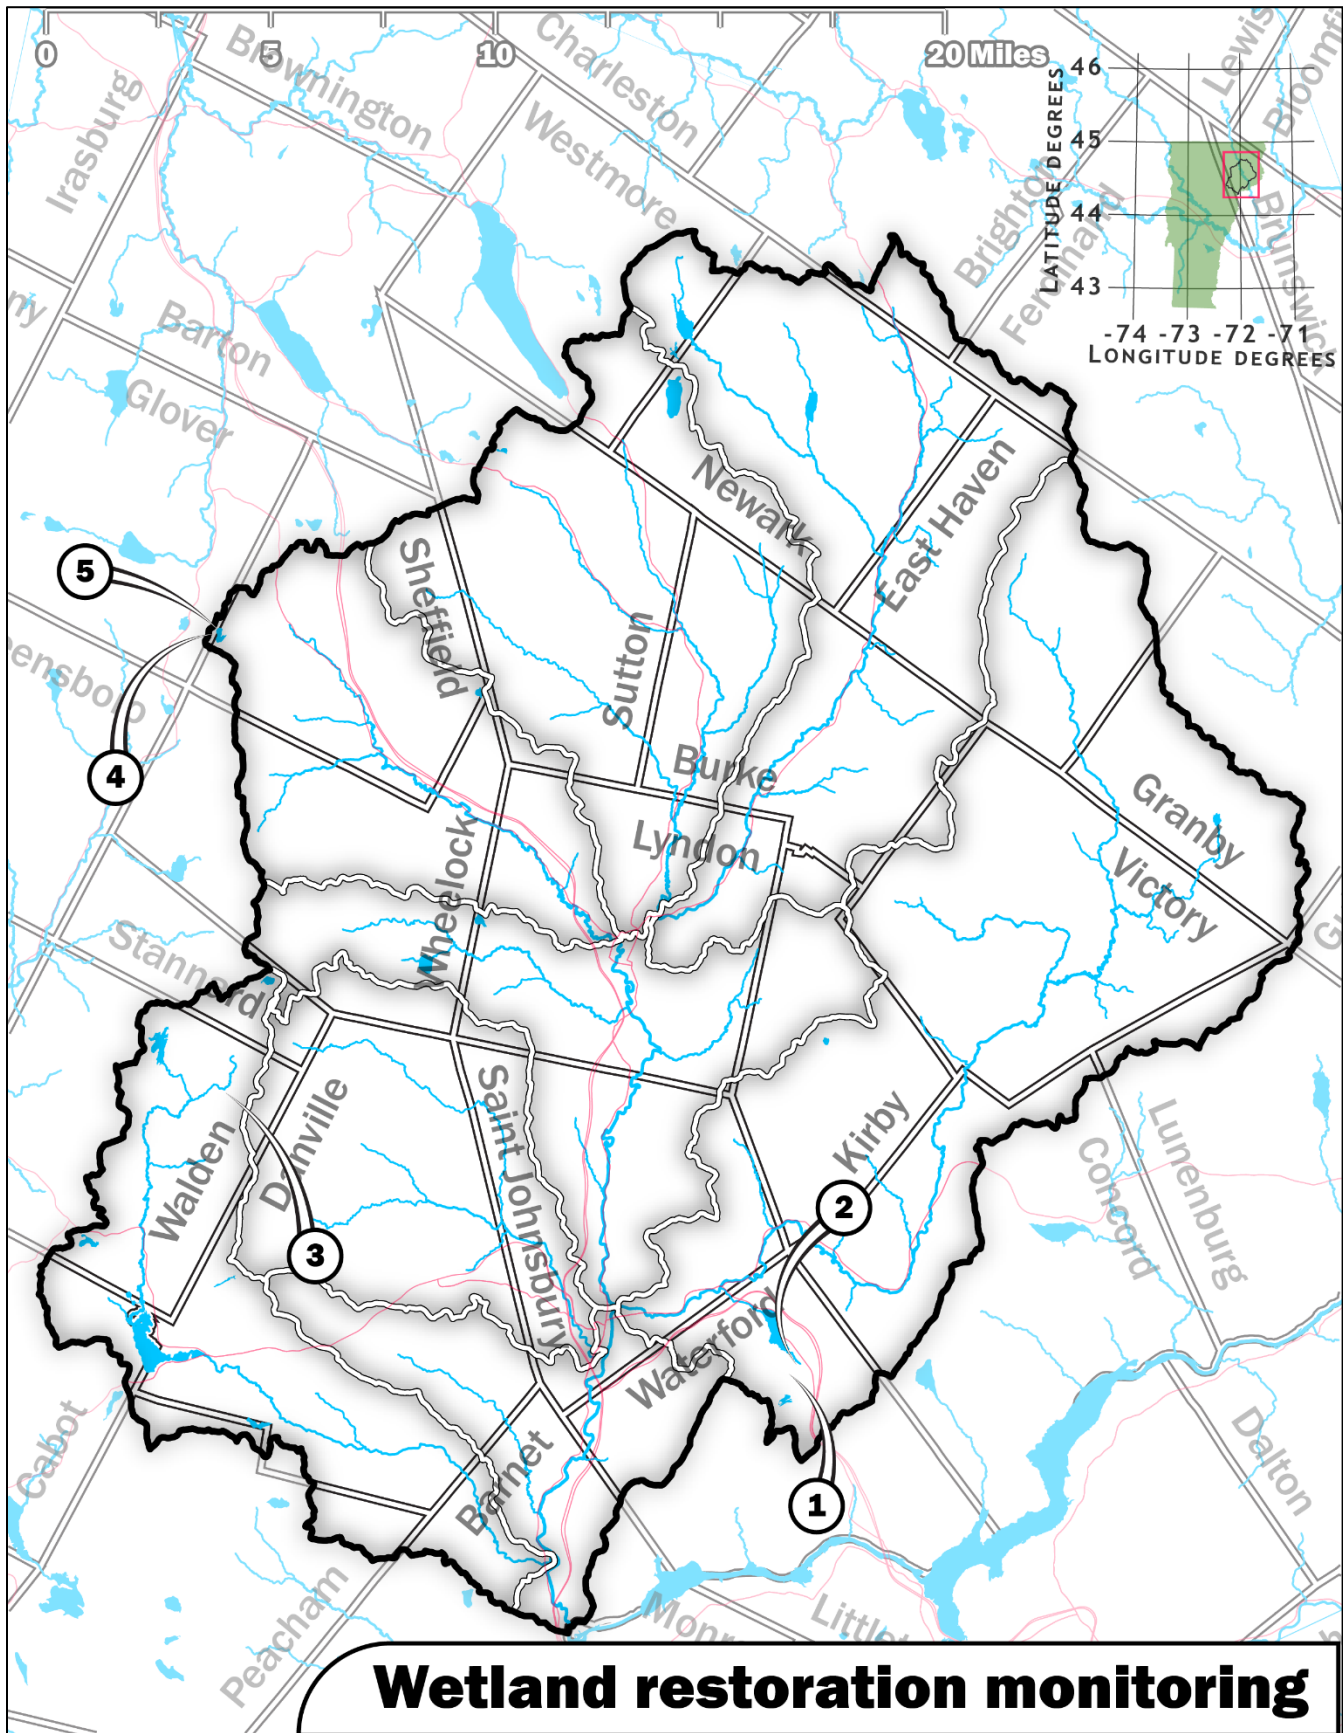 0
5
10
20 Miles
Brownington
Charleston
Irasburg
Westmore
Brighton
Ferdinand
Brunswick
46
45
44
43
LATITUDE DEGREES
-74 -73 -72 -71
LONGITUDE DEGREES
Barton
Glover
Newark
East Haven
Sheffield
Sutton
5
4
Burke
Lyndon
Granby
Victory
Wheelock
Stannard
Walden
Danville
Saint Johnsbury
Kirby
Lunenburg
Concord
2
3
Waterford
Cabot
Barnet
Dalton
1
Peacham
Wetland restoration monitoring